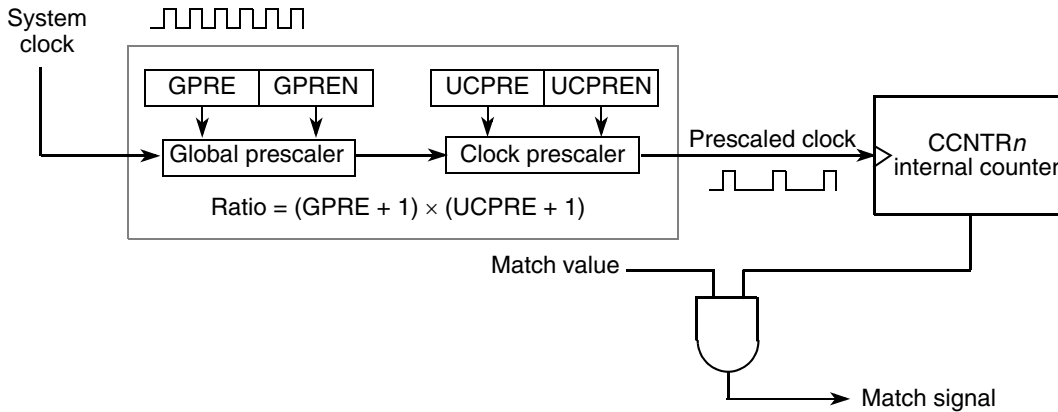 System
clock
GPRE
GPREN
UCPRE
UCPREN
Global prescaler
Clock prescaler
Prescaled clock
CCNTRn
internal counter
Ratio = (GPRE + 1) × (UCPRE + 1)
Match value
Match signal